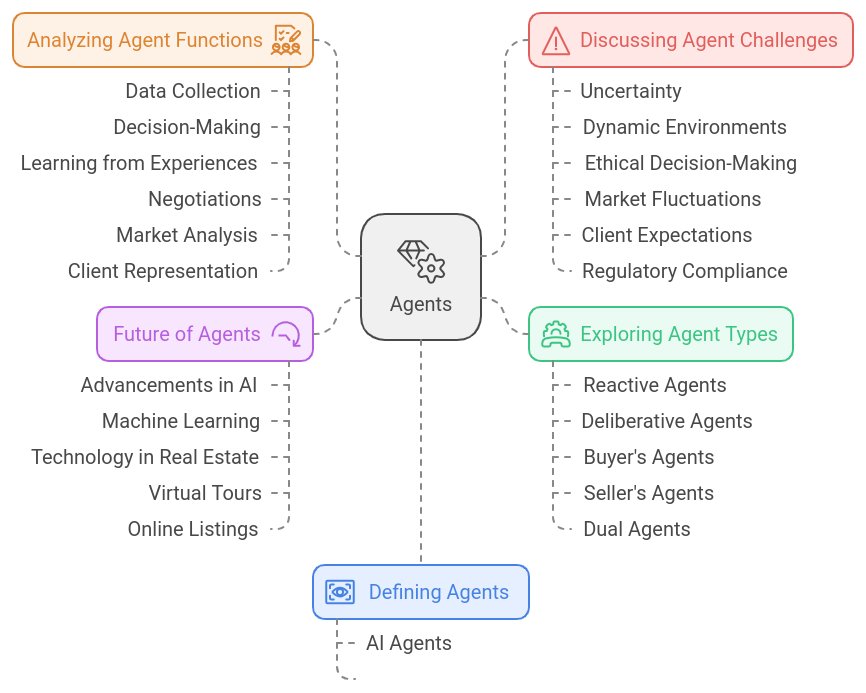 Analyzing Agent Functions
Data Collection
Decision-Making
Learning from Experiences
Negotiations
Market Analysis
Client Representation
Discussing Agent Challenges
Uncertainty
Dynamic Environments
Ethical Decision-Making
Market Fluctuations
Client Expectations
Regulatory Compliance
Agents
Future of Agents
Advancements in AI
Machine Learning
Technology in Real Estate
Virtual Tours
Online Listings
Exploring Agent Types
Reactive Agents
Deliberative Agents
Buyer's Agents
Seller's Agents
Dual Agents
Defining Agents
AI Agents